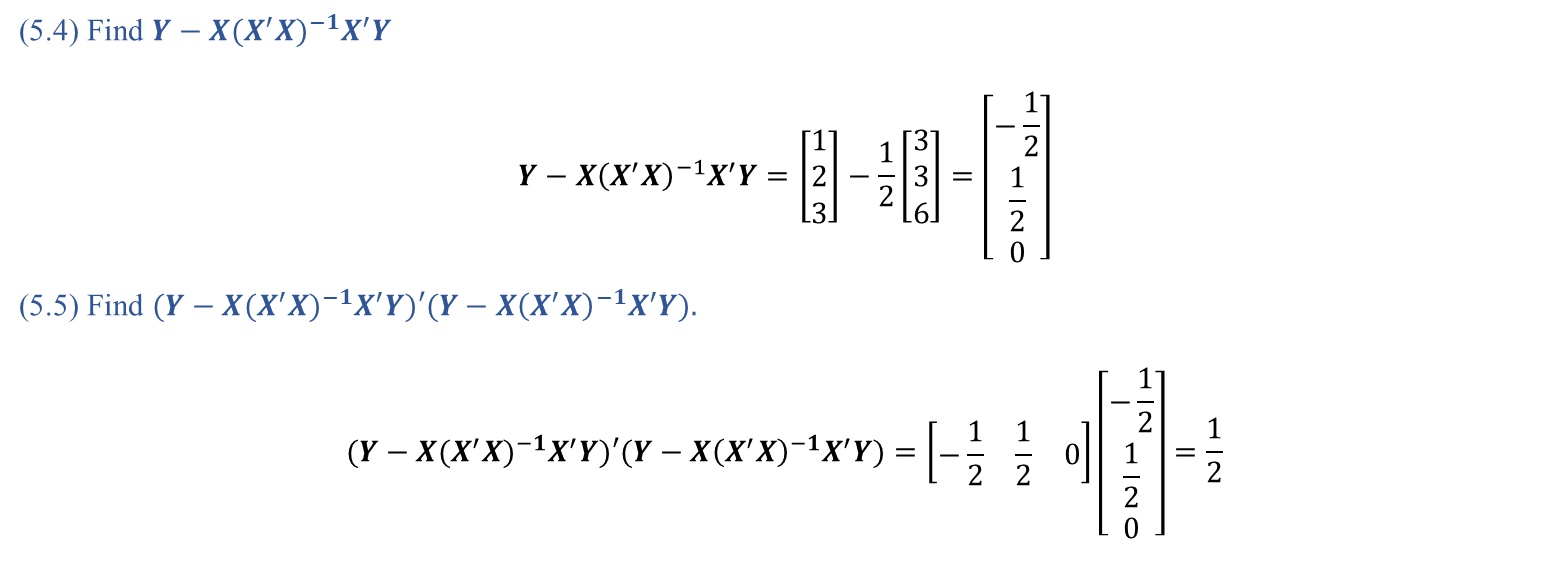 (5.4) Find Y − X(X′X)⁻¹X′Y
Y − X(X′X)⁻¹X′Y = [1; 2; 3] − 1/2 [3; 3; 6] = [−1/2; 1/2; 0]
(5.5) Find (Y − X(X′X)⁻¹X′Y)′(Y − X(X′X)⁻¹X′Y).
(Y − X(X′X)⁻¹X′Y)′(Y − X(X′X)⁻¹X′Y) = [−1/2 1/2 0] [−1/2; 1/2; 0] = 1/2